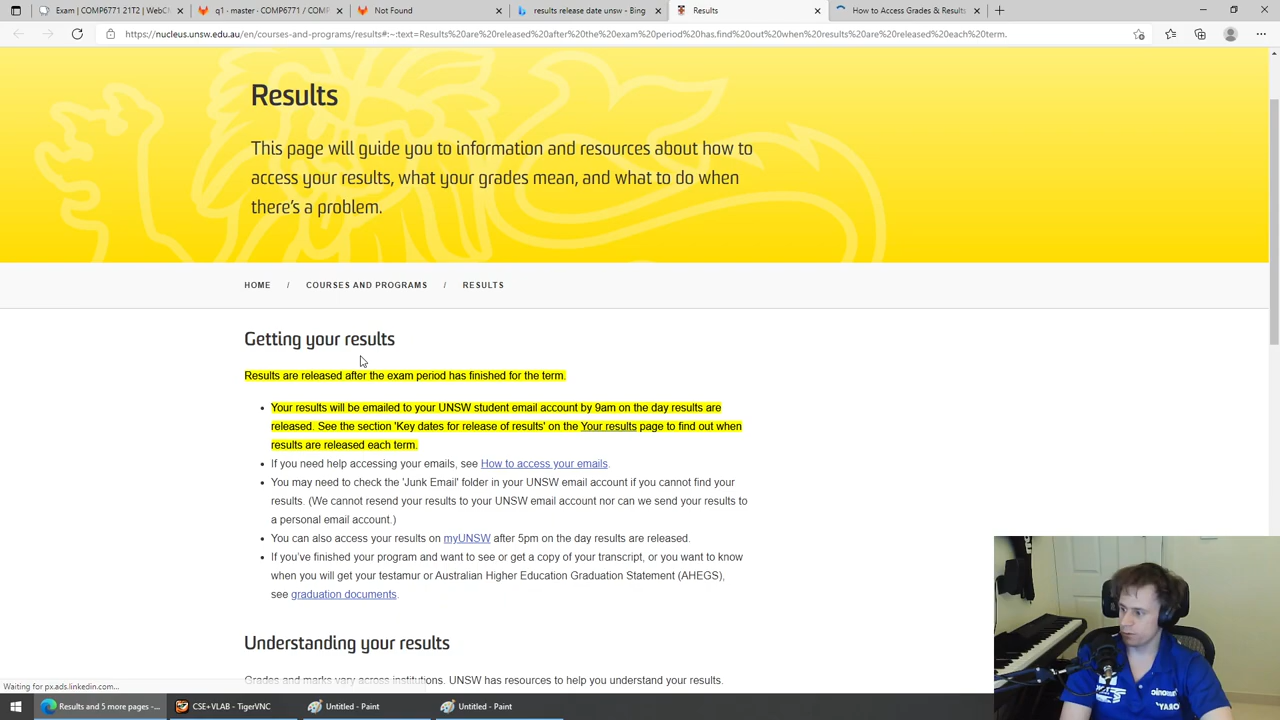 Exam | COMP6771 21T2 | WebC
q1 · master · COMP6771 / COMP
Not Found
results release date unsw - Bing
Results
How to Access Grades & Results
https://nucleus.unsw.edu.au/en/courses-and-programs/results#:~:text=Results%20are%20released%20after%20the%20exam%20period%20has,find%20out%20when%20results%20are%20released%20each%20term.
Results
This page will guide you to information and resources about how to
access your results, what your grades mean, and what to do when
there's a problem.
HOME / COURSES AND PROGRAMS / RESULTS
Getting your results
Results are released after the exam period has finished for the term.
• Your results will be emailed to your UNSW student email account by 9am on the day results are
released. See the section 'Key dates for release of results' on the Your results page to find out when
results are released each term.
• If you need help accessing your emails, see How to access your emails.
• You may need to check the 'Junk Email' folder in your UNSW email account if you cannot find your
results. (We cannot resend your results to your UNSW email account nor can we send your results to
a personal email account.)
• You can also access your results on myUNSW after 5pm on the day results are released.
• If you've finished your program and want to see or get a copy of your transcript, or you want to know
when you will get your testamur or Australian Higher Education Graduation Statement (AHEGS),
see graduation documents.
Understanding your results
Grades and marks vary across institutions. UNSW has resources to help you understand your results.
Waiting for px.ads.linkedin.com...
Results and 5 more pages -...
CSE+VLAB - TigerVNC
Untitled - Paint
Untitled - Paint